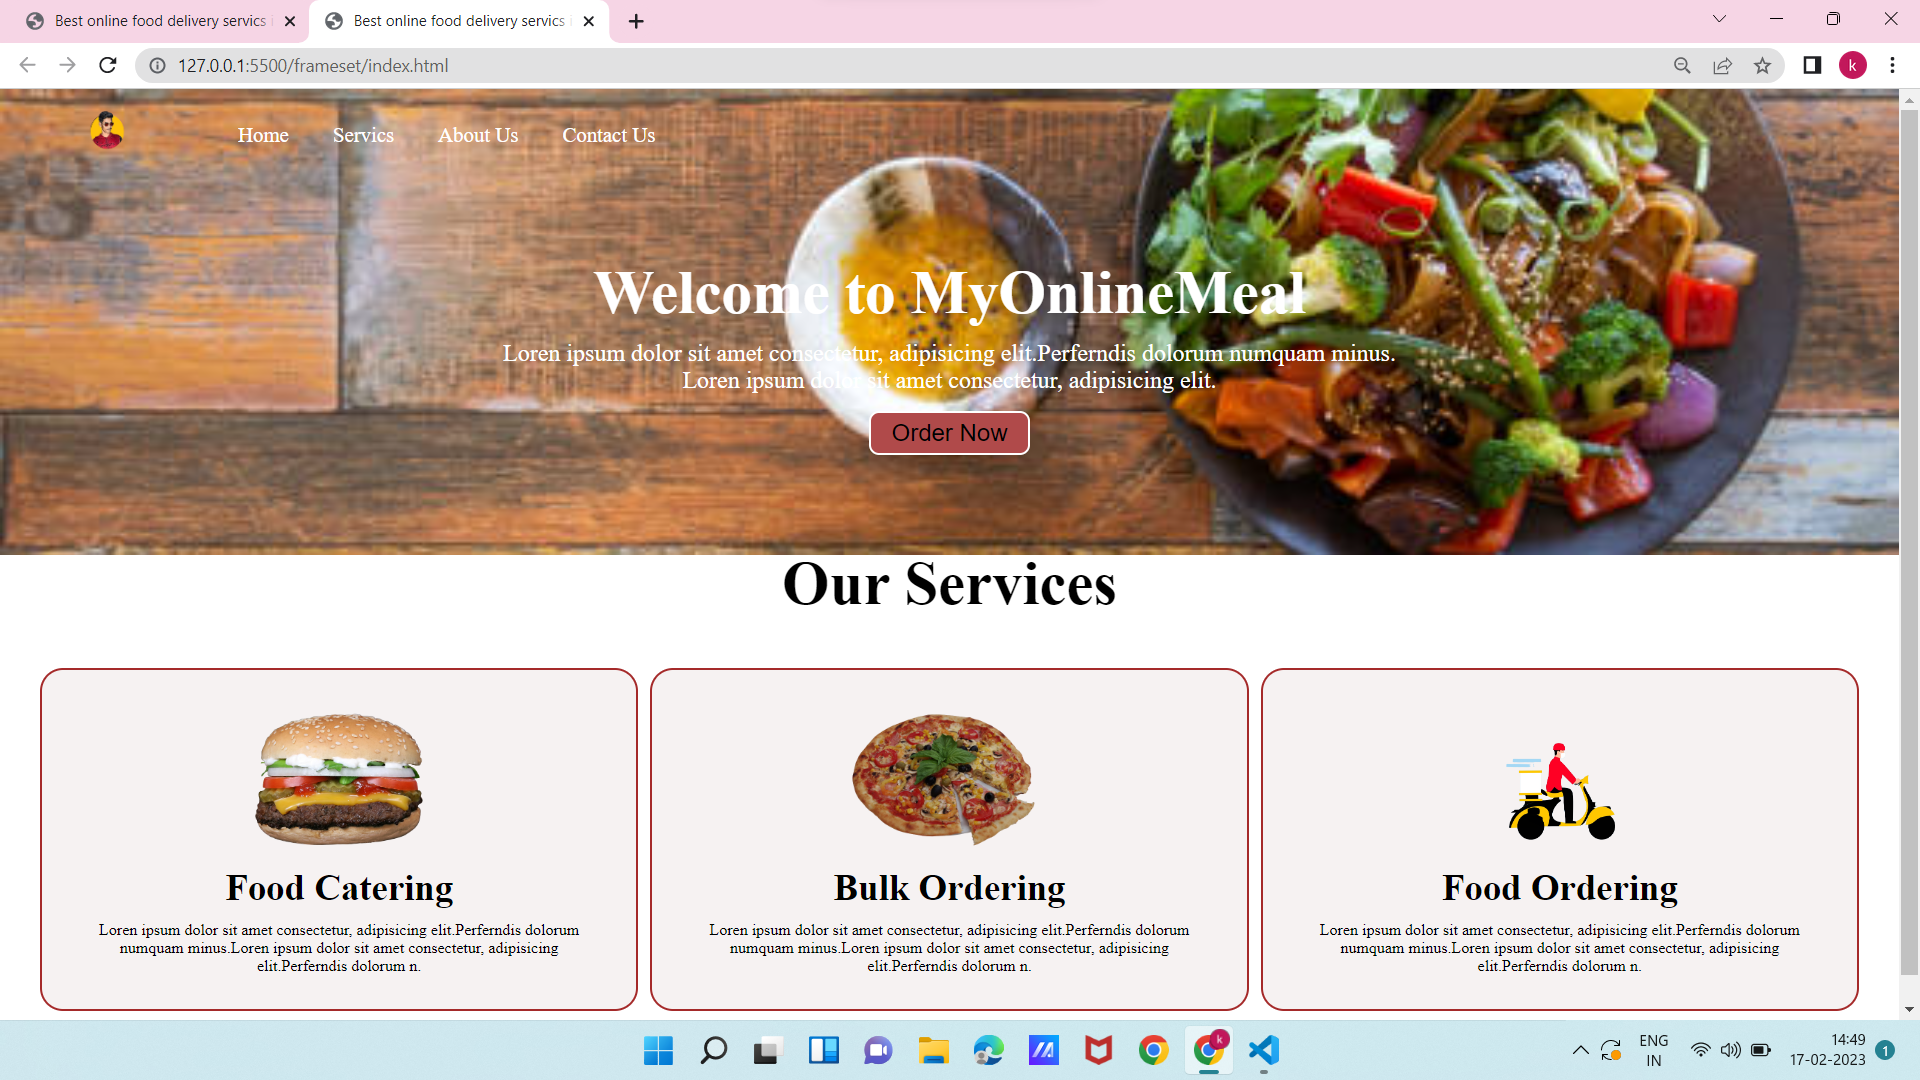 Best online food delivery servics
Best online food delivery servics
127.0.0.1:5500/frameset/index.html
k
Home Servics About Us Contact Us
Welcome to MyOnlineMeal
Loren ipsum dolor sit amet consectetur, adipisicing elit.Perferndis dolorum numquam minus.
Loren ipsum dolor sit amet consectetur, adipisicing elit.
Order Now
Our Services
Food Catering
Loren ipsum dolor sit amet consectetur, adipisicing elit.Perferndis dolorum
numquam minus.Loren ipsum dolor sit amet consectetur, adipisicing
elit.Perferndis dolorum n.
Bulk Ordering
Loren ipsum dolor sit amet consectetur, adipisicing elit.Perferndis dolorum
numquam minus.Loren ipsum dolor sit amet consectetur, adipisicing
elit.Perferndis dolorum n.
Food Ordering
Loren ipsum dolor sit amet consectetur, adipisicing elit.Perferndis dolorum
numquam minus.Loren ipsum dolor sit amet consectetur, adipisicing
elit.Perferndis dolorum n.
k
ENG
IN
14:49
17-02-2023
1